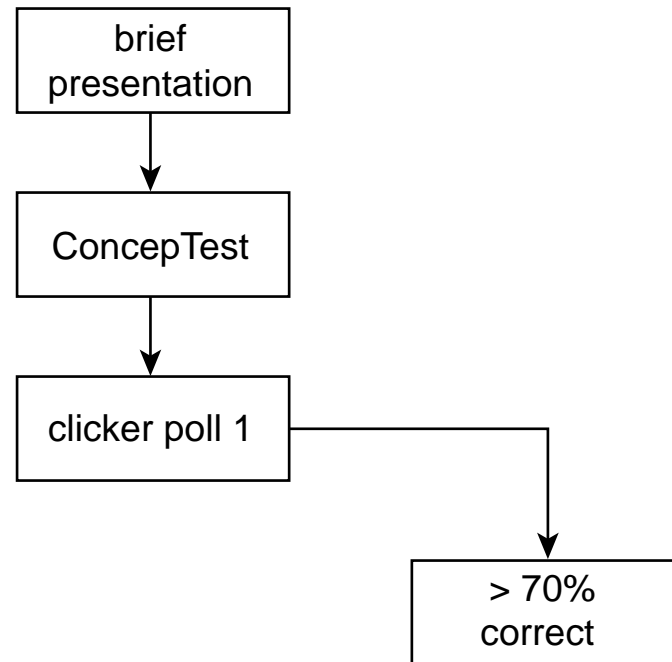 brief
presentation
ConcepTest
clicker poll 1
> 70%
correct